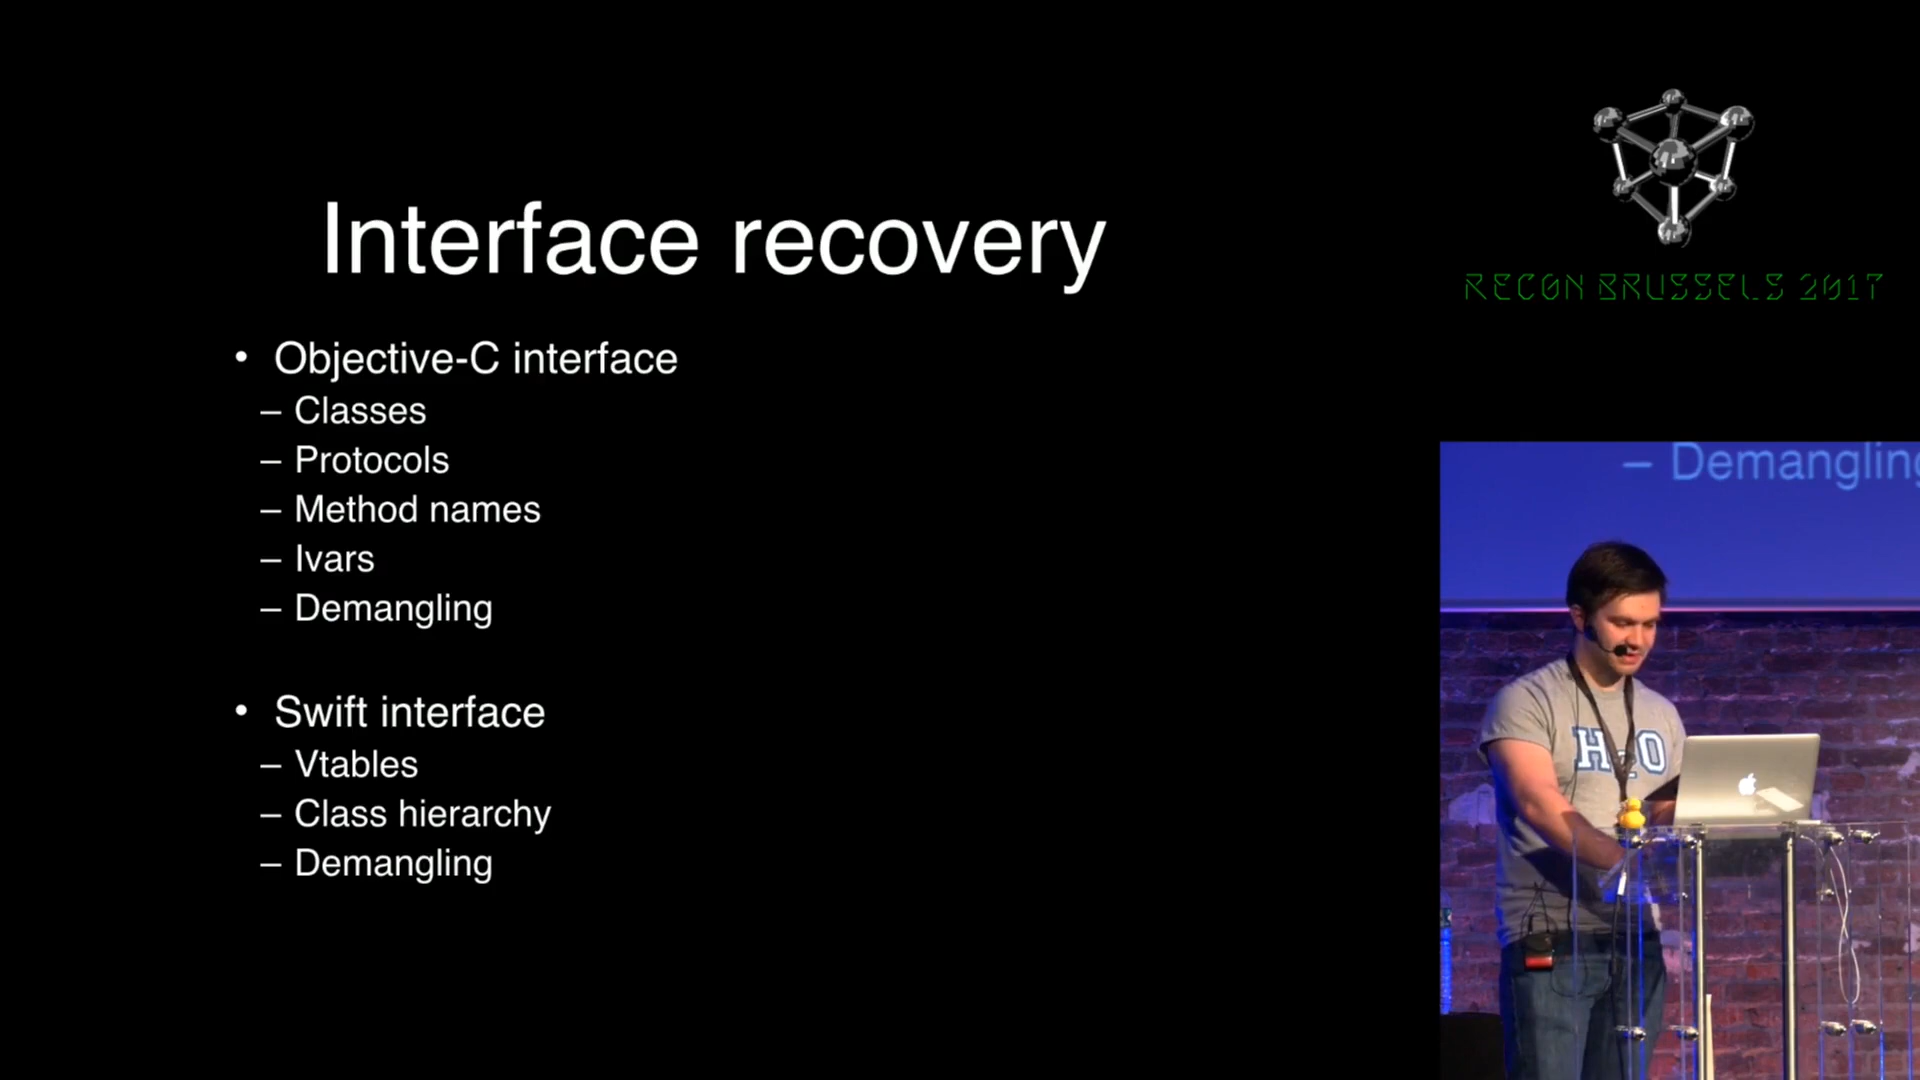 Interface recovery
• Objective-C interface
– Classes
– Protocols
– Method names
– Ivars
– Demangling
• Swift interface
– Vtables
– Class hierarchy
– Demangling
RECON BRUSSELS 2017
– Demangling
H2O